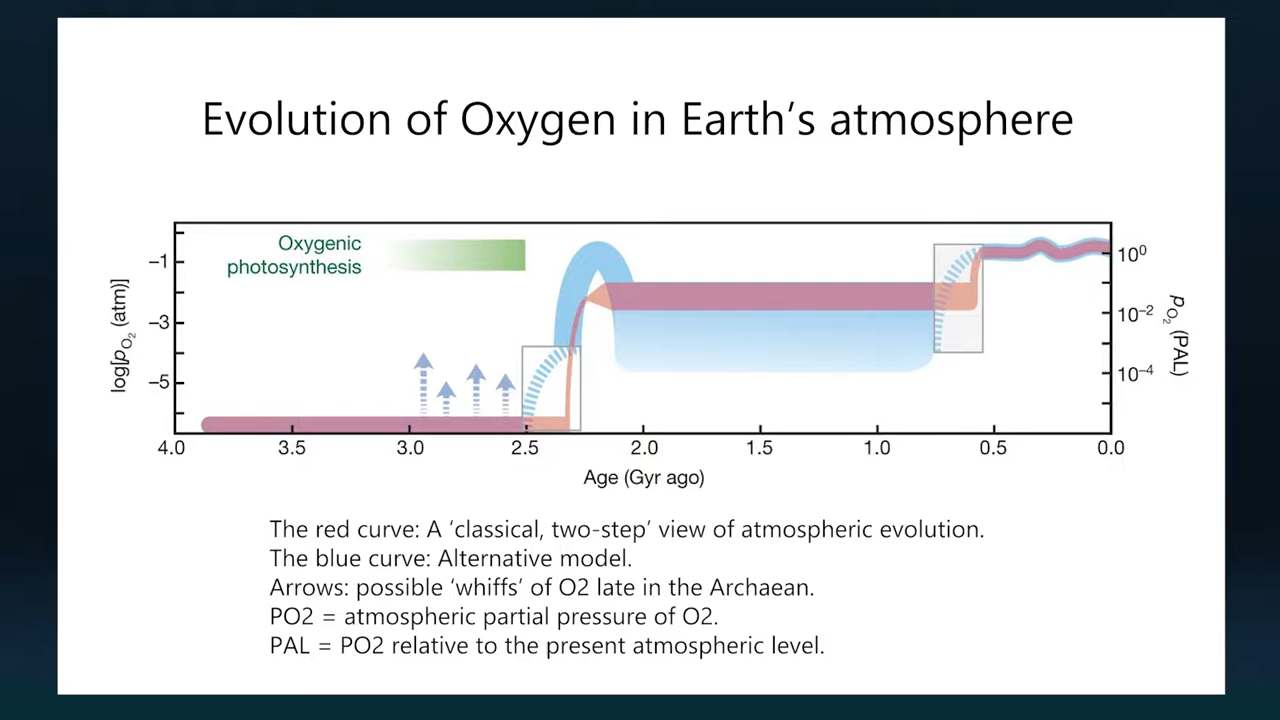 Evolution of Oxygen in Earth's atmosphere
Oxygenic
photosynthesis
log[pO₂ (atm)]
−1
−3
−5
10⁰
10⁻²
10⁻⁴
pO₂ (PAL)
4.0 3.5 3.0 2.5 2.0 1.5 1.0 0.5 0.0
Age (Gyr ago)
The red curve: A 'classical, two-step' view of atmospheric evolution.
The blue curve: Alternative model.
Arrows: possible 'whiffs' of O2 late in the Archaean.
PO2 = atmospheric partial pressure of O2.
PAL = PO2 relative to the present atmospheric level.